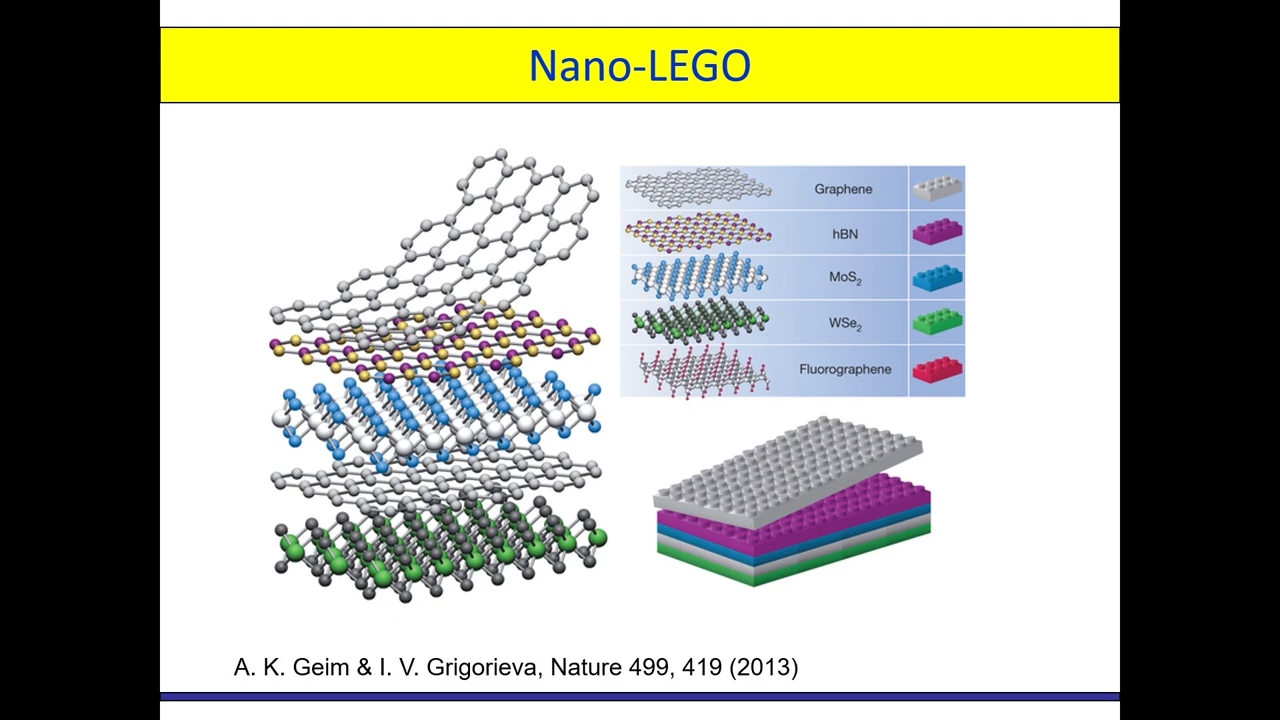 Nano-LEGO
Graphene
hBN
MoS₂
WSe₂
Fluorographene
A. K. Geim & I. V. Grigorieva, Nature 499, 419 (2013)